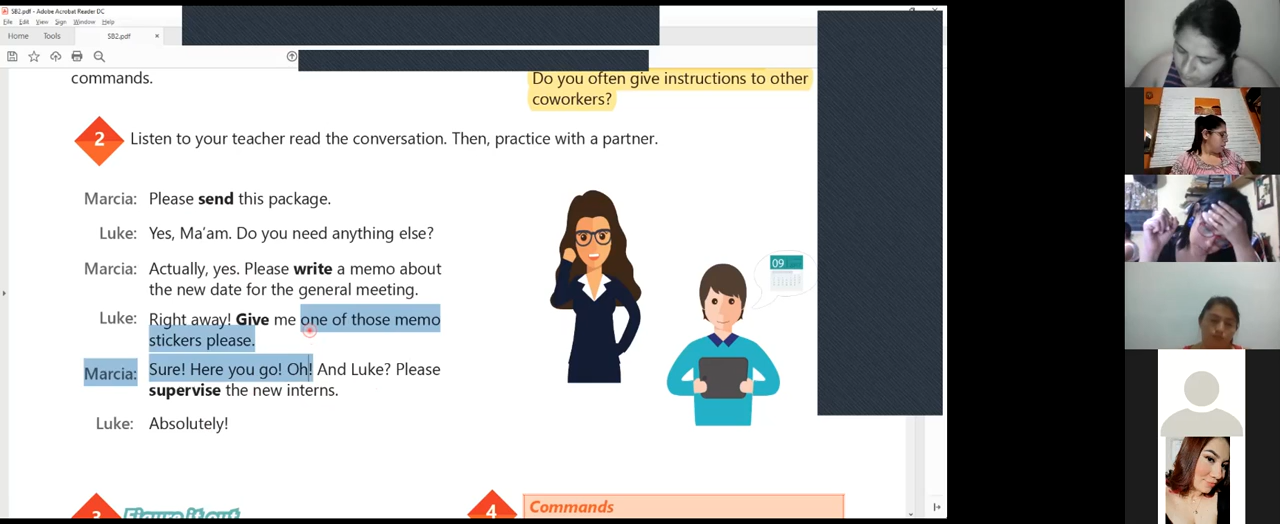 SB2.pdf - Adobe Acrobat Reader DC
File Edit View Sign Window Help
Home Tools SB2.pdf ×
commands.
Do you often give instructions to other
coworkers?
2 Listen to your teacher read the conversation. Then, practice with a partner.
Marcia: Please send this package.
Luke: Yes, Ma'am. Do you need anything else?
Marcia: Actually, yes. Please write a memo about
the new date for the general meeting.
Luke: Right away! Give me one of those memo
stickers please.
Marcia: Sure! Here you go! Oh! And Luke? Please
supervise the new interns.
Luke: Absolutely!
09
3 Figure it out
4 Commands